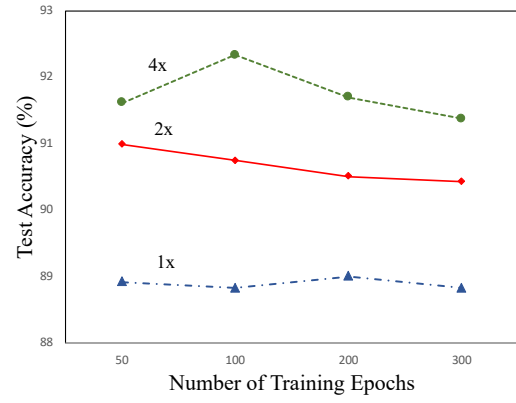 93
92
91
90
89
88
Test Accuracy (%)
4x
2x
1x
50 100 200 300
Number of Training Epochs